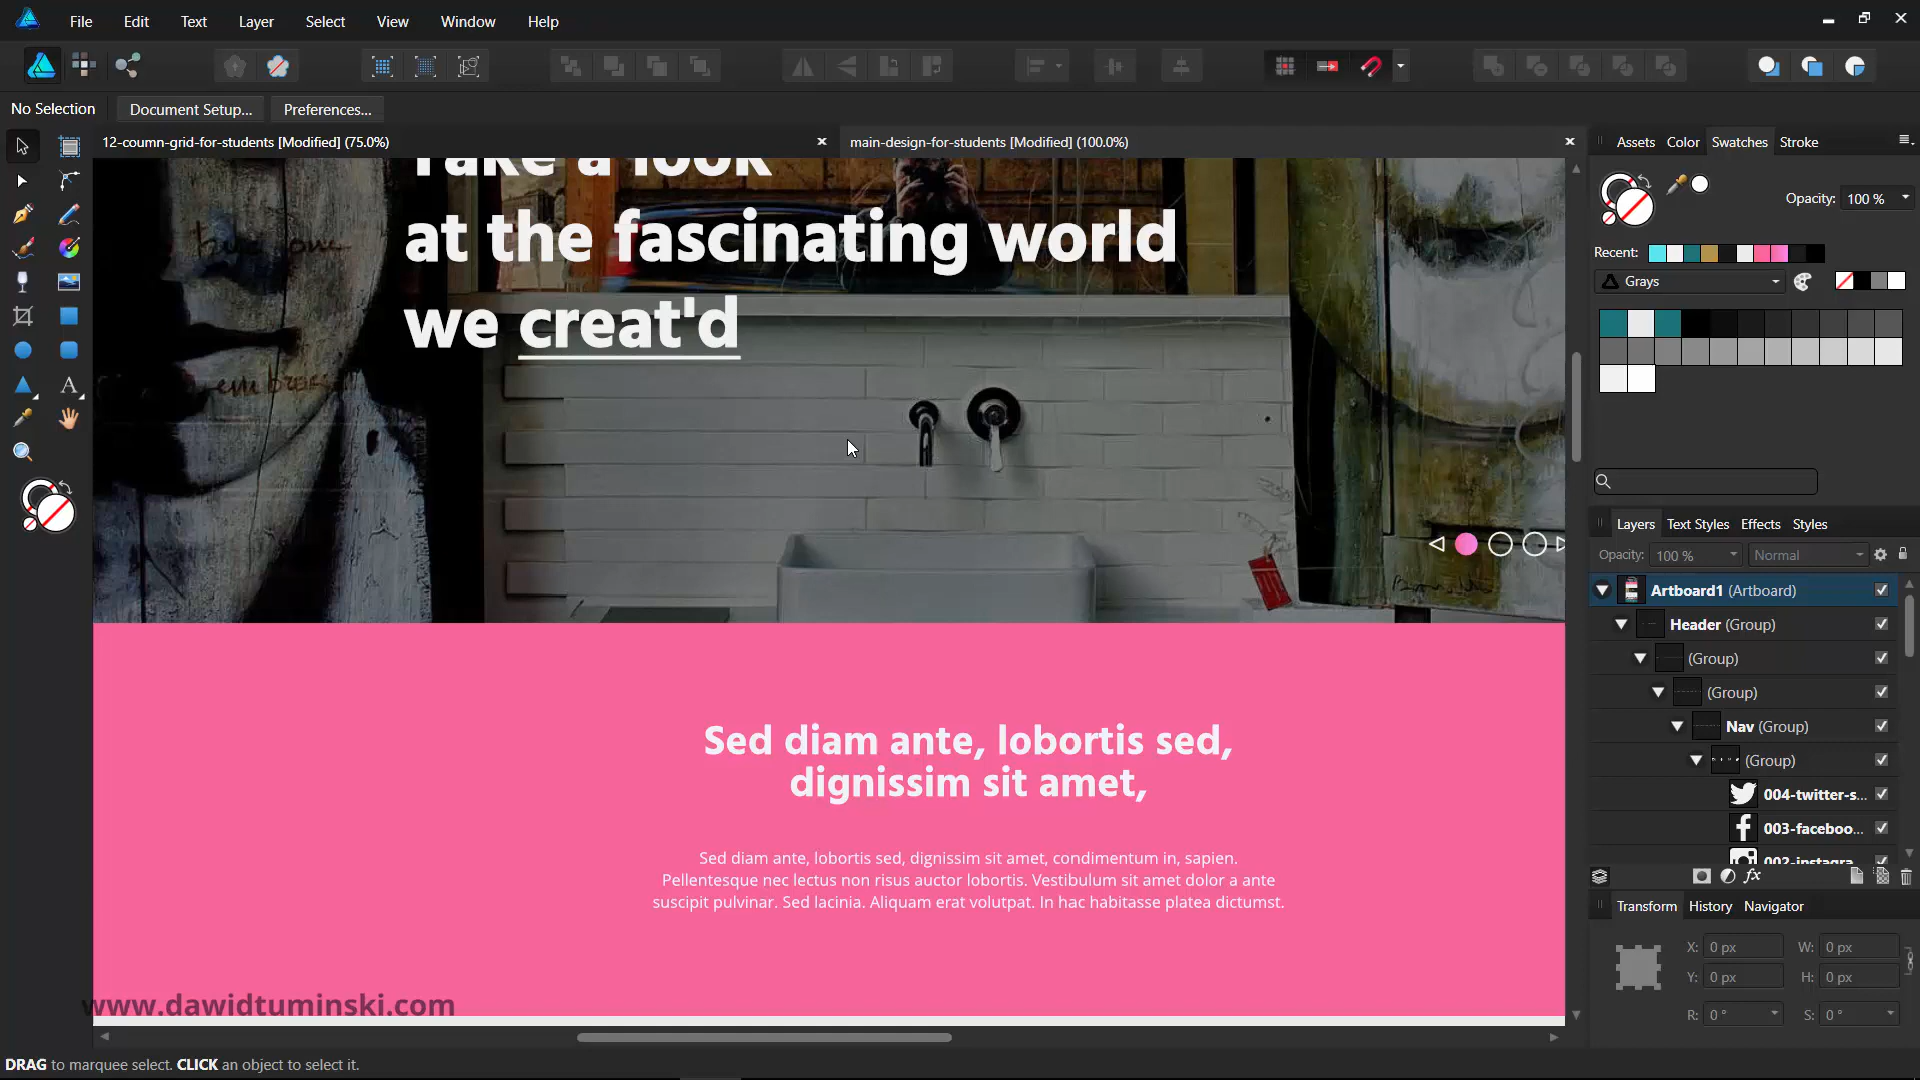 File Edit Text Layer Select View Window Help
No Selection Document Setup... Preferences...
12-coumn-grid-for-students [Modified] (75.0%)
main-design-for-students [Modified] (100.0%)
Take a look
at the fascinating world
we creat'd
Sed diam ante, lobortis sed,
dignissim sit amet,
Sed diam ante, lobortis sed, dignissim sit amet, condimentum in, sapien.
Pellentesque nec lectus non risus auctor lobortis. Vestibulum sit amet dolor a ante
suscipit pulvinar. Sed lacinia. Aliquam erat volutpat. In hac habitasse platea dictumst.
www.dawidtuminski.com
Assets Color Swatches Stroke
Opacity: 100 %
Recent:
Grays
Layers Text Styles Effects Styles
Opacity: 100 % Normal
Artboard1 (Artboard)
Header (Group)
(Group)
(Group)
Nav (Group)
(Group)
004-twitter-s...
003-faceboo...
002-instagra...
Transform History Navigator
X: 0 px W: 0 px
Y: 0 px H: 0 px
R: 0 ° S: 0 °
DRAG to marquee select. CLICK an object to select it.